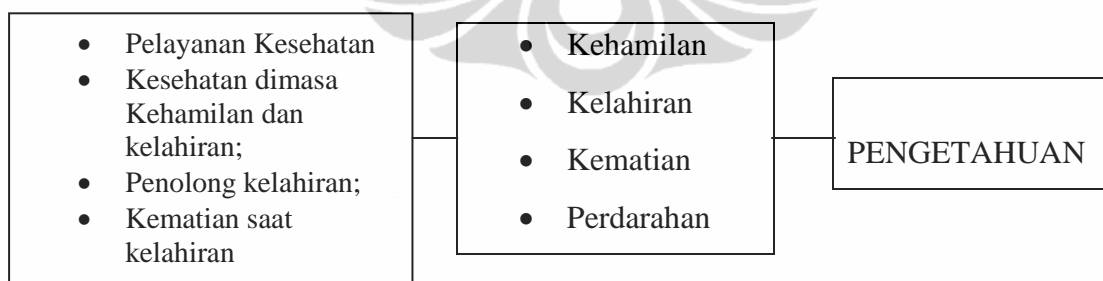 • Pelayanan Kesehatan
• Kesehatan dimasa
Kehamilan dan
kelahiran;
• Penolong kelahiran;
• Kematian saat
kelahiran
• Kehamilan
• Kelahiran
• Kematian
• Perdarahan
PENGETAHUAN